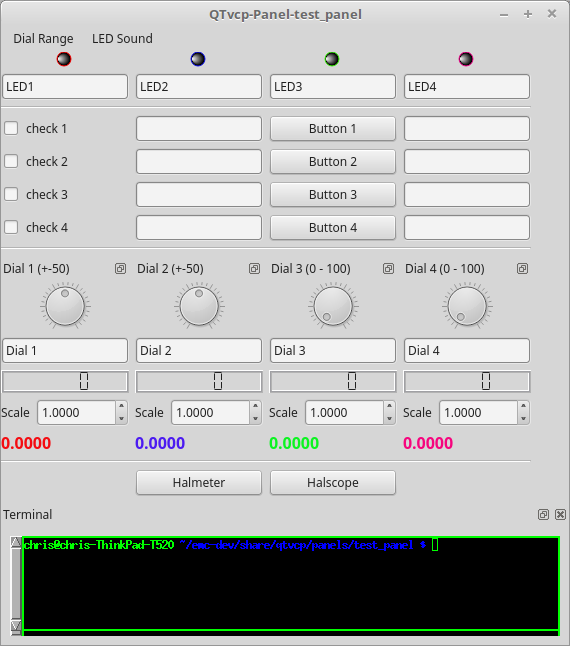 QTvcp-Panel-test_panel
Dial Range LED Sound
LED1 LED2 LED3 LED4
check 1 Button 1
check 2 Button 2
check 3 Button 3
check 4 Button 4
Dial 1 (+-50) Dial 2 (+-50) Dial 3 (0 - 100) Dial 4 (0 - 100)
Dial 1 Dial 2 Dial 3 Dial 4
0 0 0 0
Scale 1.0000 Scale 1.0000 Scale 1.0000 Scale 1.0000
0.0000 0.0000 0.0000 0.0000
Halmeter Halscope
Terminal
chris@chris-ThinkPad-T520 ~/emc-dev/share/qtvcp/panels/test_panel $